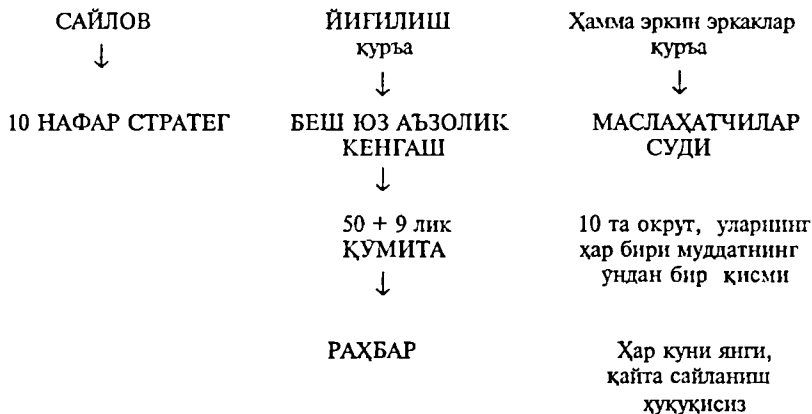 САЙЛОВ
ЙИҒИЛИШ
Ҳамма эркин эркаклар
қуръа
қуръа
↓
↓
↓
10 НАФАР СТРАТЕГ
БЕШ ЮЗ АЪЗОЛИК
МАСЛАҲАТЧИЛАР
КЕНГАШ
СУДИ
↓
50 + 9 лик
10 та округ, уларнинг
ҚЎМИТА
ҳар бири муддатнинг
ўндан бир қисми
↓
РАҲБАР
Ҳар куни янги,
қайта сайланиш
ҳуқуқисиз